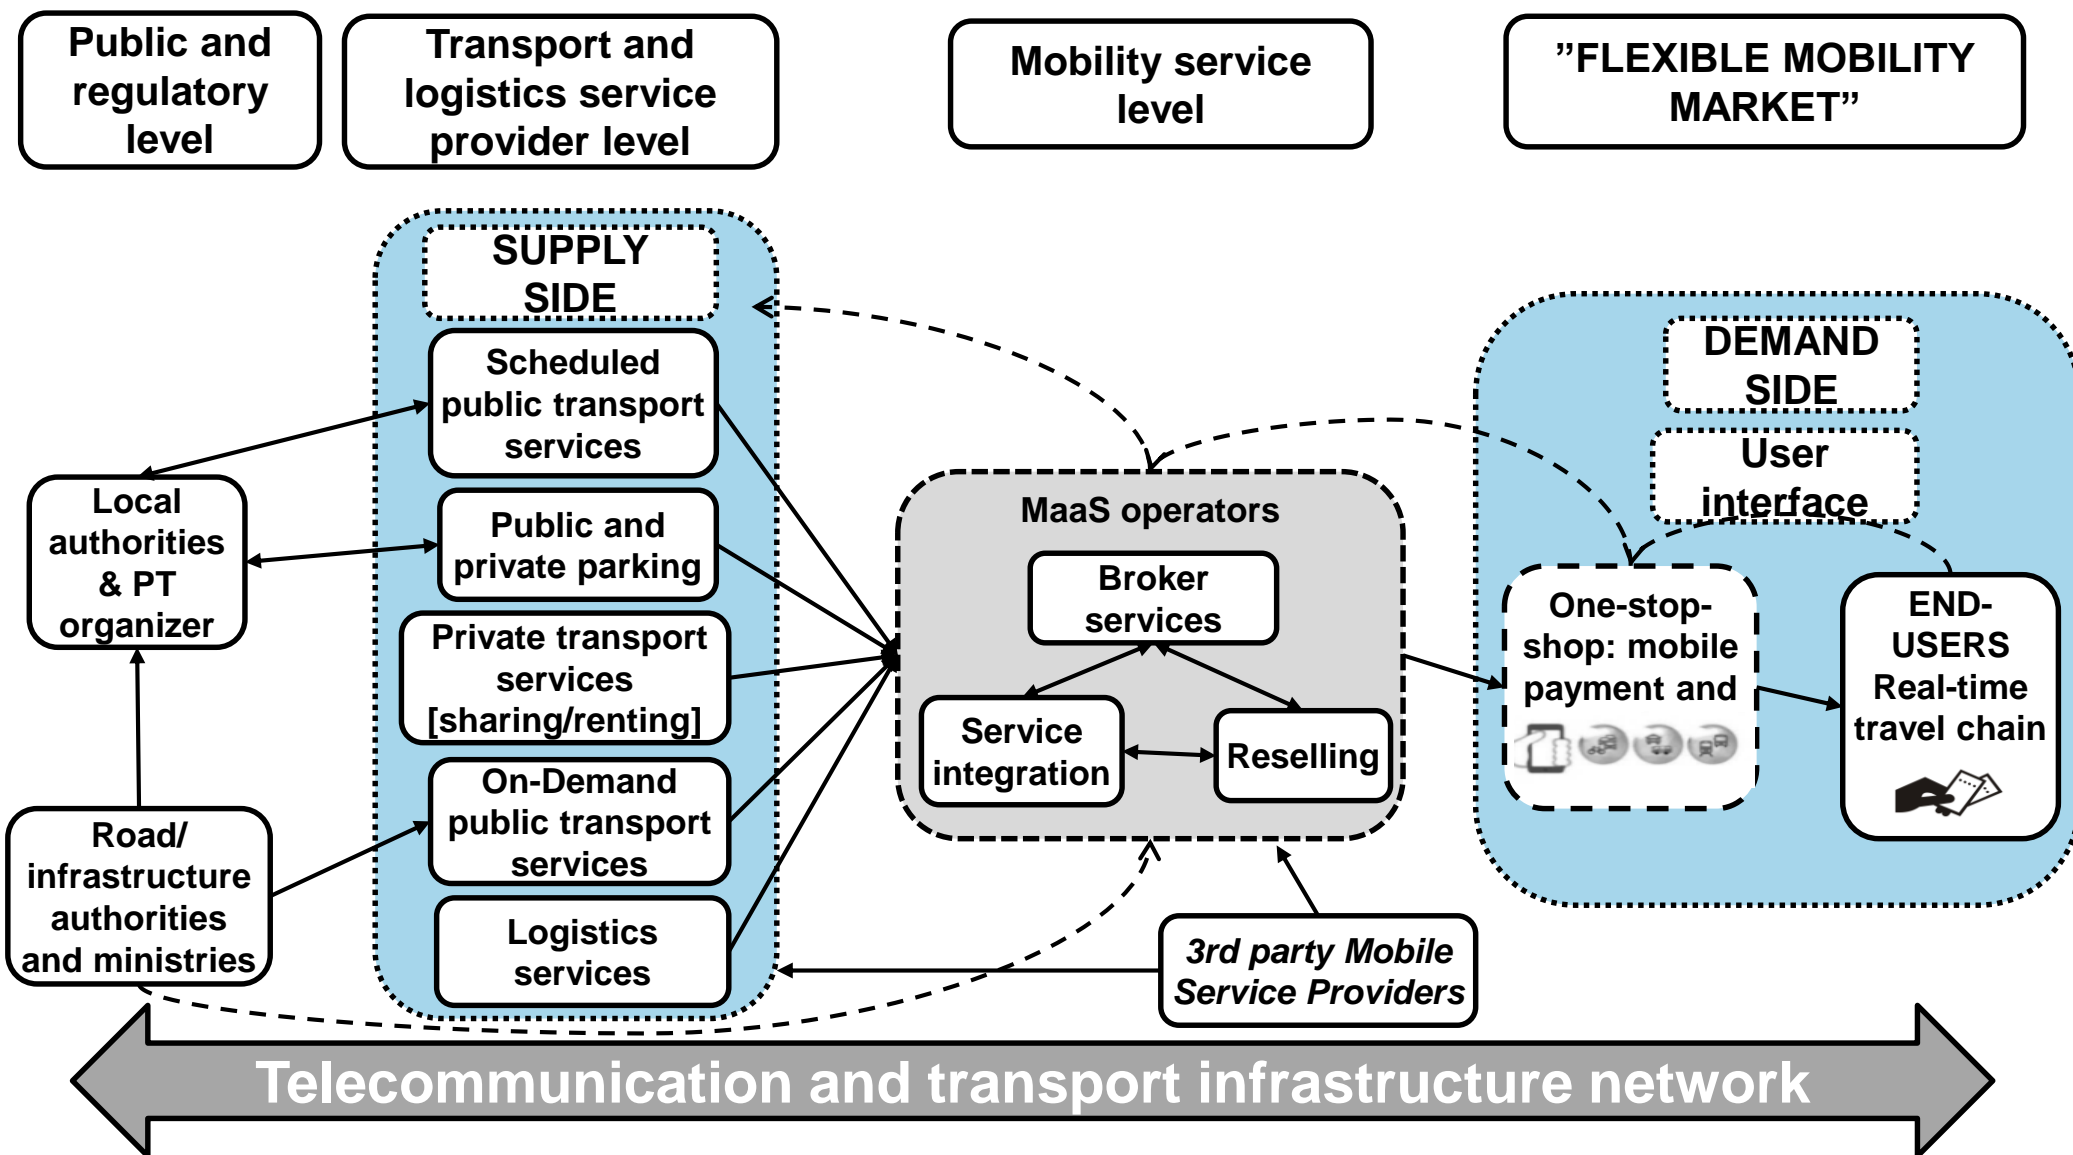 Public and
regulatory
level
Transport and
logistics service
provider level
Mobility service
level
”FLEXIBLE MOBILITY
MARKET”
SUPPLY
SIDE
Scheduled
public transport
services
Public and
private parking
Private transport
services
[sharing/renting]
On-Demand
public transport
services
Logistics
services
Local
authorities
& PT
organizer
Road/
infrastructure
authorities
and ministries
MaaS operators
Broker
services
Service
integration
Reselling
3rd party Mobile
Service Providers
DEMAND
SIDE
User
interface
One-stop-
shop: mobile
payment and
END-
USERS
Real-time
travel chain
Telecommunication and transport infrastructure network